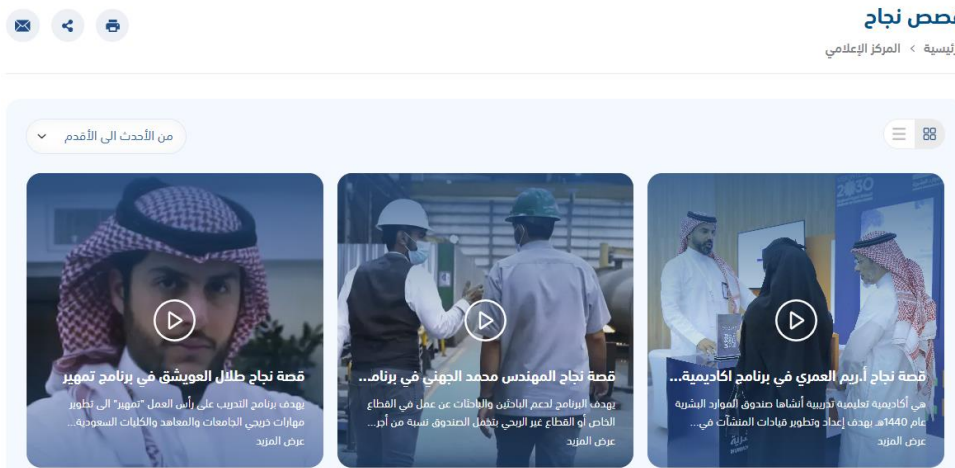 قصص نجاح
الرئيسية > المركز الإعلامي
من الأحدث الى الأقدم
2030
قصة نجاح أ.ريم العمري في برنامج اكاديمية...
هي أكاديمية تعليمية تدريبية أنشاها صندوق الموارد البشرية
عام 1440هـ بهدف إعداد وتطوير قيادات المنشآت في...
عرض المزيد
قصة نجاح المهندس محمد الجهني في برنامـ...
يهدف البرنامج لدعم الباحثين والباحثات عن عمل في القطاع
الخاص أو القطاع غير الربحي بتحمل الصندوق نسبة من أجر...
عرض المزيد
قصة نجاح طلال العويشق في برنامج تمهير
يهدف برنامج التدريب على رأس العمل "تمهير" الى تطوير
مهارات خريجي الجامعات والمعاهد والكليات السعودية...
عرض المزيد